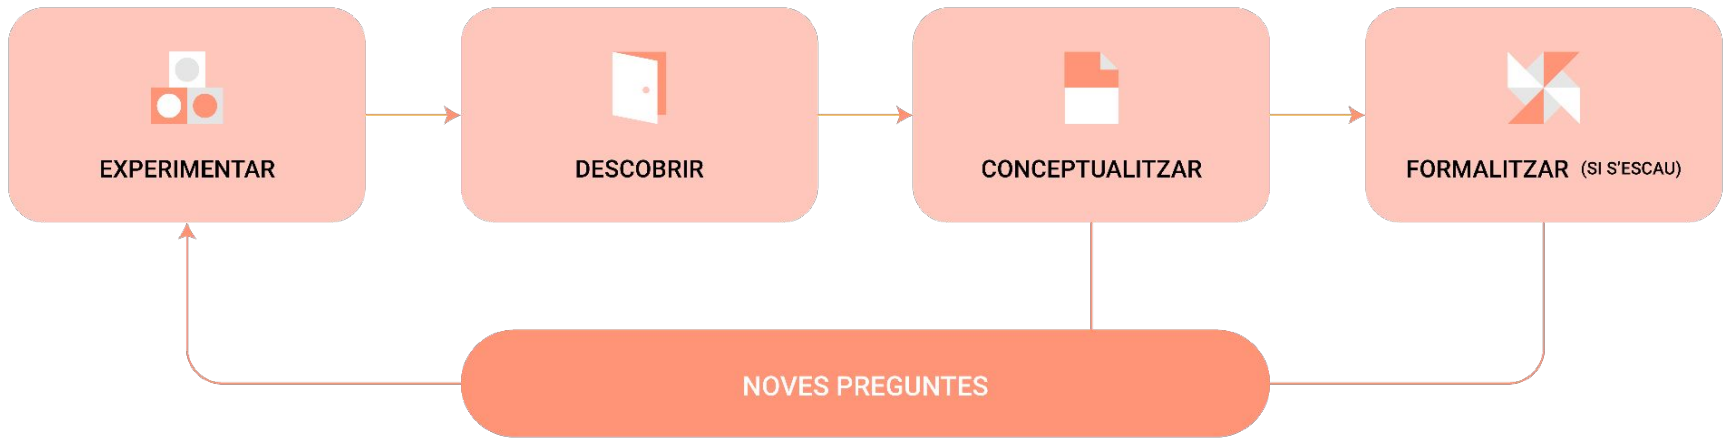 EXPERIMENTAR
DESCOBRIR
CONCEPTUALITZAR
FORMALITZAR (SI S'ESCAU)
NOVES PREGUNTES